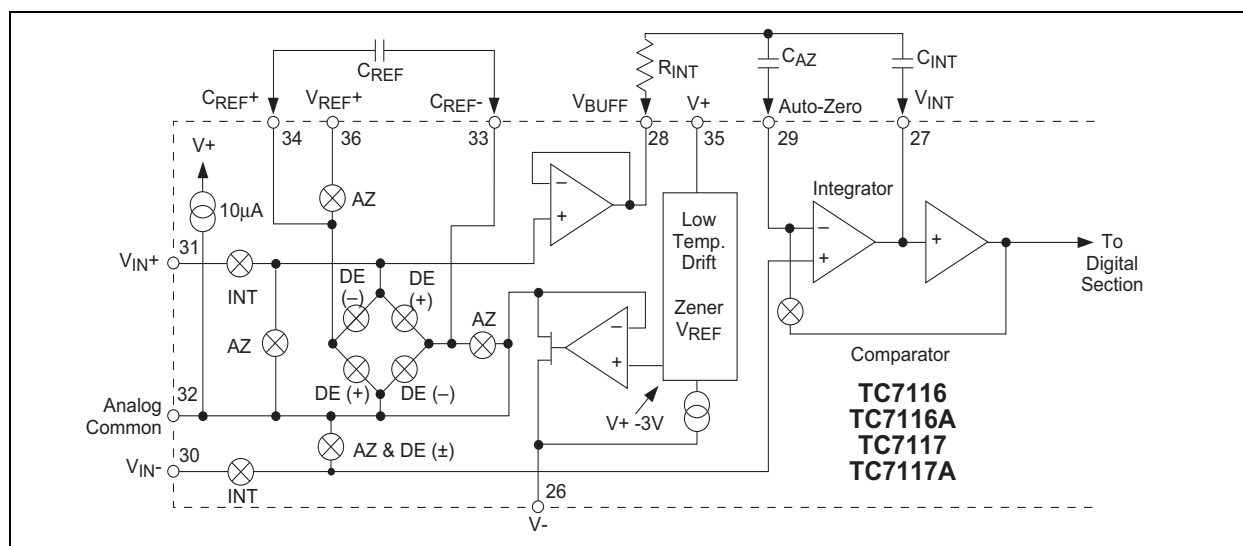 CREF
RINT
CAZ
CINT
CREF+
VREF+
CREF-
VBUFF
V+
Auto-Zero
VINT
34
36
33
28
35
29
27
V+
10μA
AZ
Integrator
Low
Temp.
Drift
Zener
VREF
To
Digital
Section
31
VIN+
INT
DE
(–)
DE
(+)
AZ
AZ
DE (+)
DE (–)
32
Analog
Common
V+ -3V
Comparator
TC7116
TC7116A
TC7117
TC7117A
AZ & DE (±)
30
VIN-
INT
26
V-
–
+
–
+
–
+
+